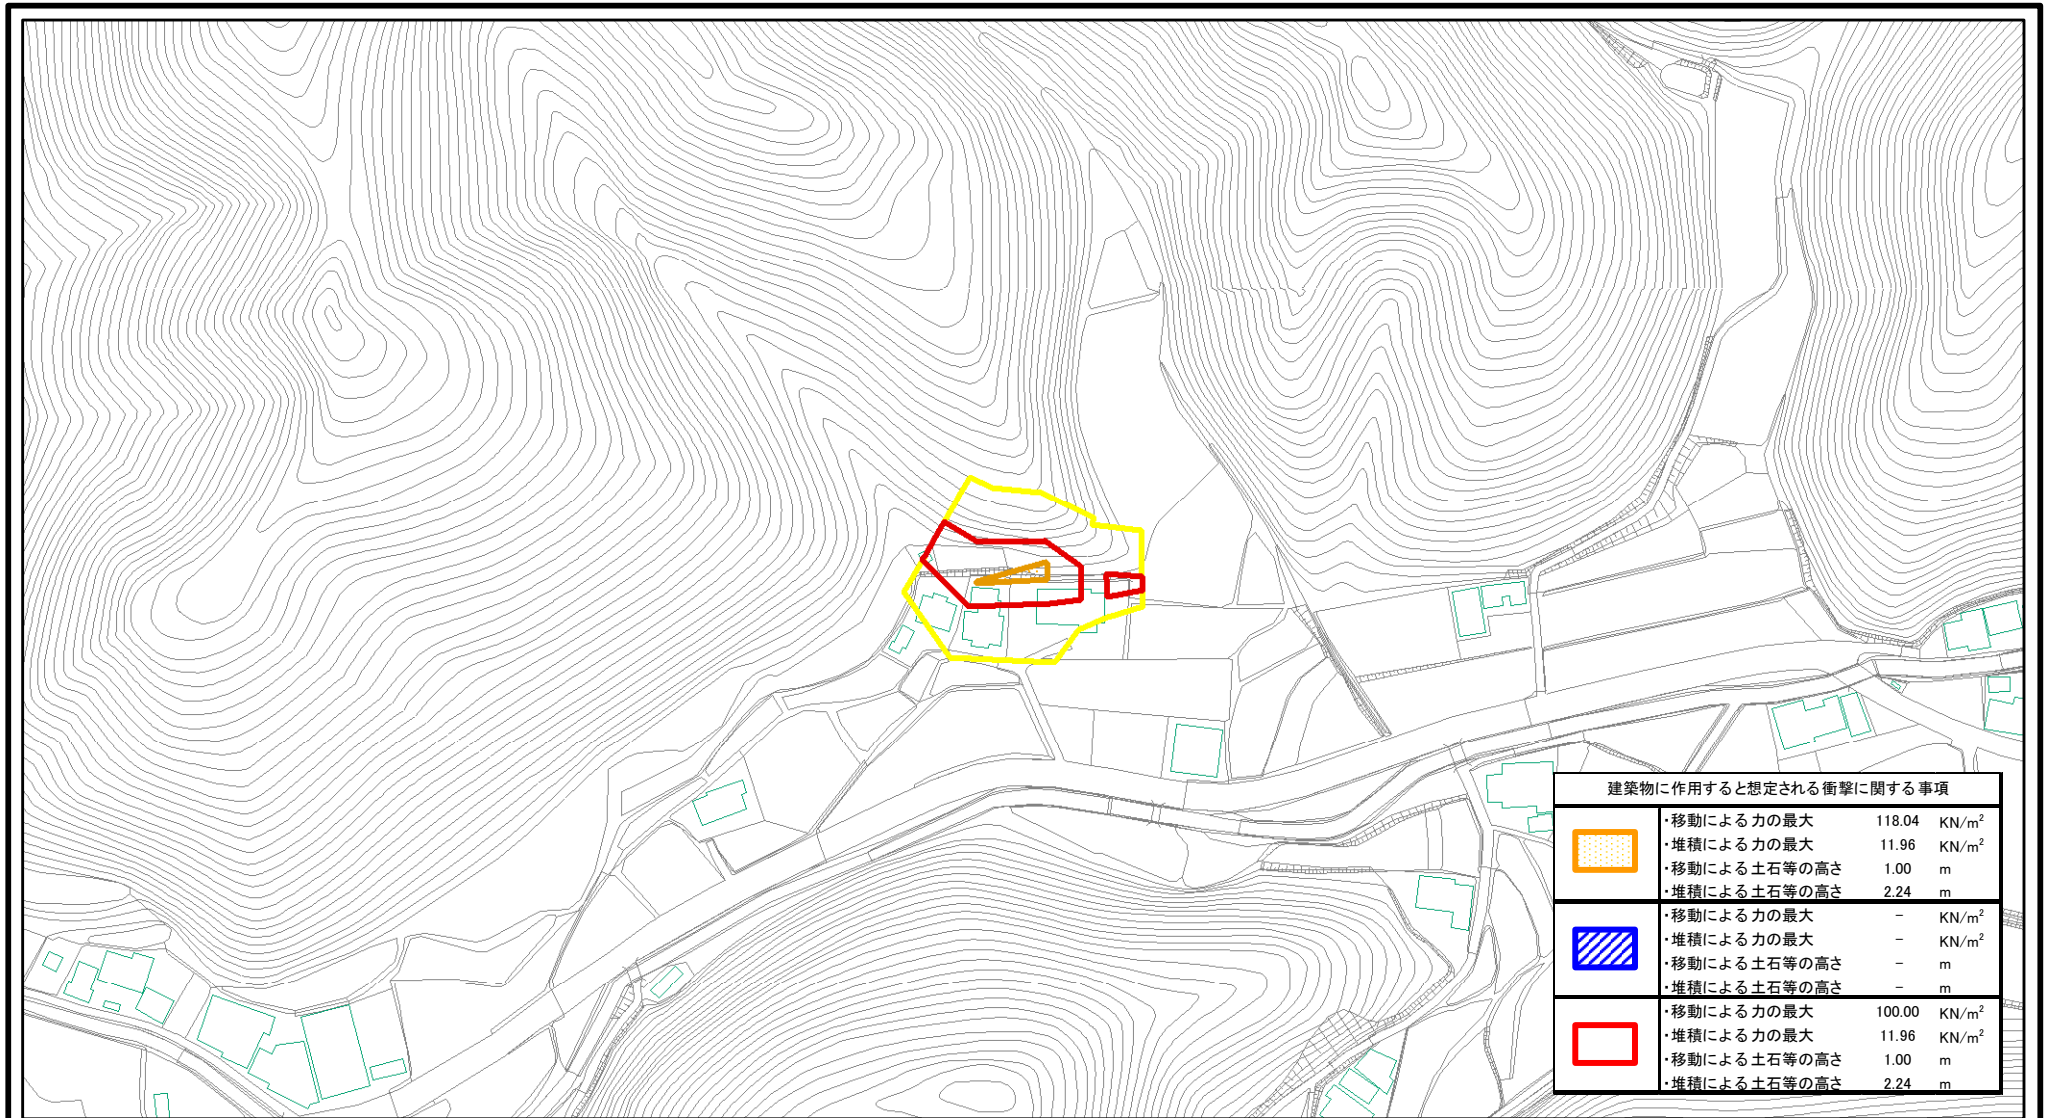 建築物に作用すると想定される衝撃に関する事項
・移動による力の最大 118.04 KN/m²
・堆積による力の最大 11.96 KN/m²
・移動による土石等の高さ 1.00 m
・堆積による土石等の高さ 2.24 m
・移動による力の最大 － KN/m²
・堆積による力の最大 － KN/m²
・移動による土石等の高さ － m
・堆積による土石等の高さ － m
・移動による力の最大 100.00 KN/m²
・堆積による力の最大 11.96 KN/m²
・移動による土石等の高さ 1.00 m
・堆積による土石等の高さ 2.24 m